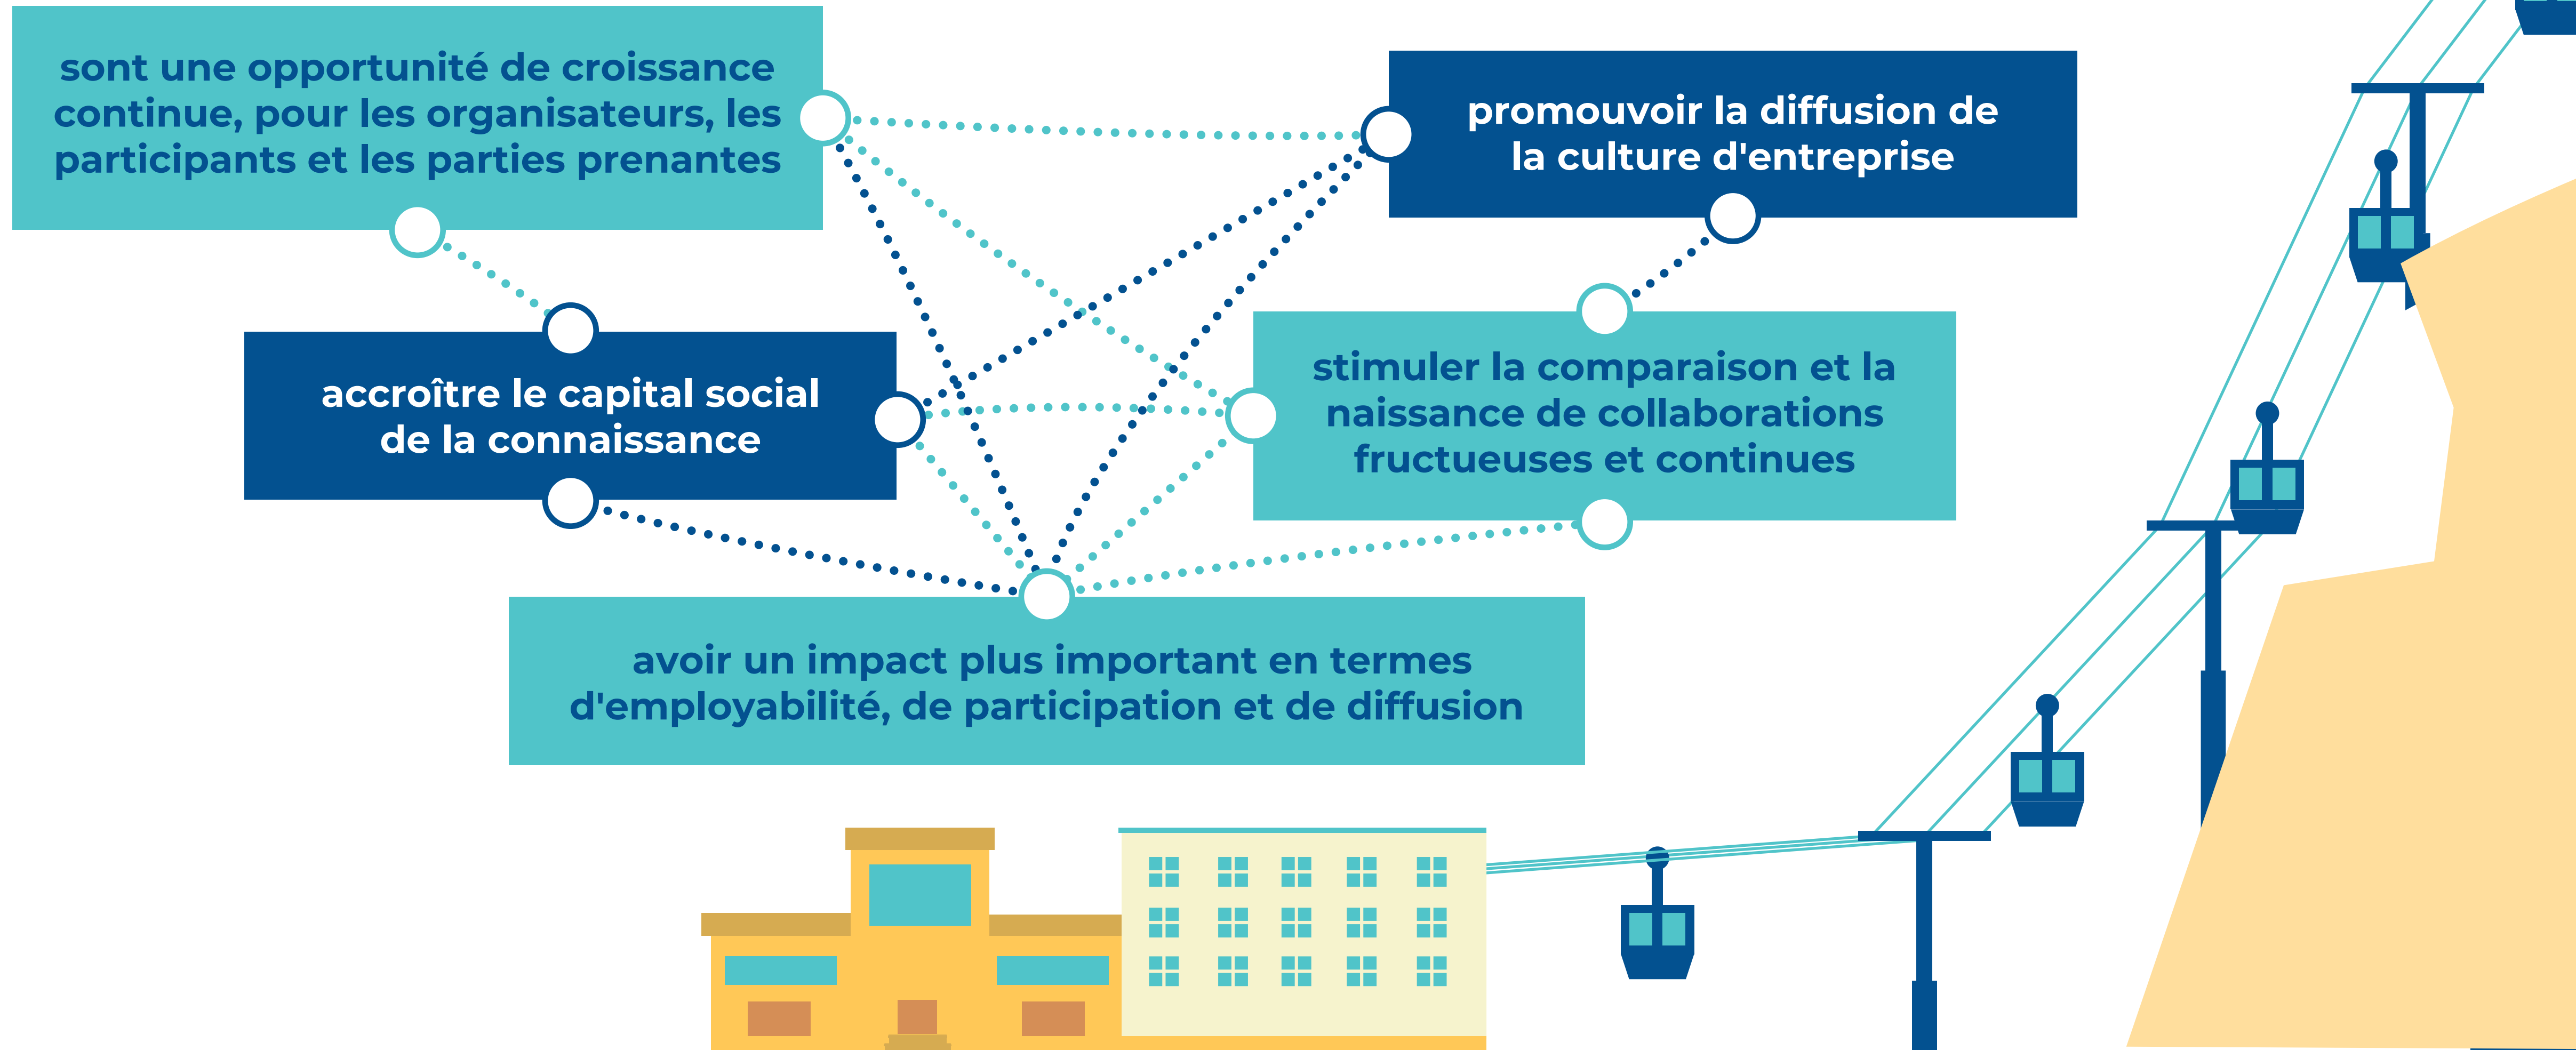 sont une opportunité de croissance
continue, pour les organisateurs, les
participants et les parties prenantes
promouvoir la diffusion de
la culture d'entreprise
accroître le capital social
de la connaissance
stimuler la comparaison et la
naissance de collaborations
fructueuses et continues
avoir un impact plus important en termes
d'employabilité, de participation et de diffusion